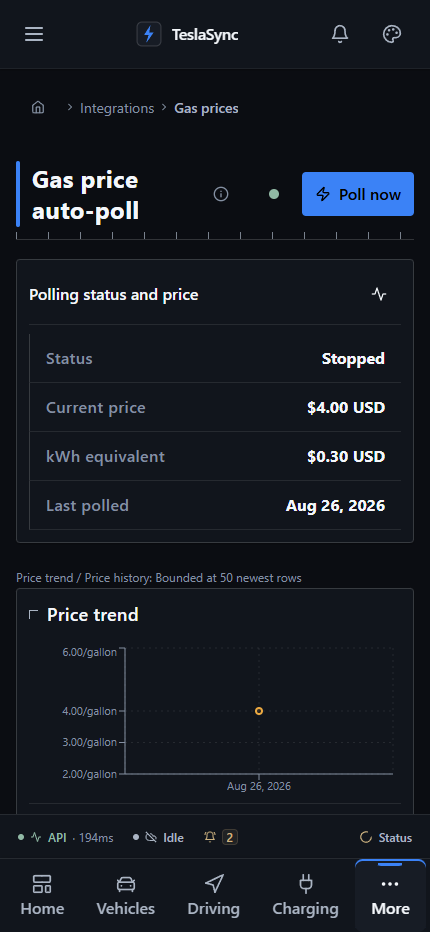 TeslaSync
Integrations
Gas prices
Gas price
auto-poll
Poll now
Polling status and price
Status
Stopped
Current price
$4.00 USD
kWh equivalent
$0.30 USD
Last polled
Aug 26, 2026
Price trend / Price history: Bounded at 50 newest rows
Price trend
6.00/gallon
4.00/gallon
3.00/gallon
2.00/gallon
Aug 26, 2026
API · 194ms
Idle
2
Status
Home
Vehicles
Driving
Charging
More